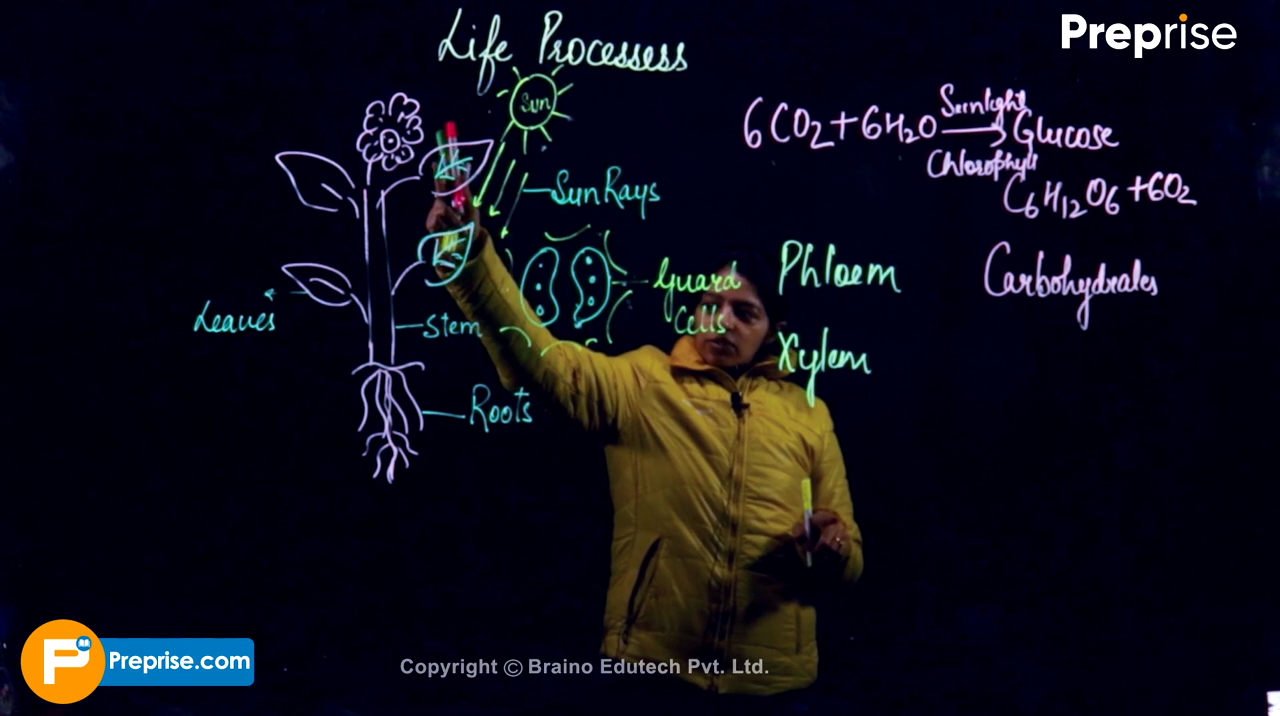 Life Processess
Preprise
Sun
6CO2+6H2O Sunlight → Glucose
Chlorophyll
C6H12O6 +6O2
Sun Rays
Guard
Cells
Phloem
Xylem
Carbohydrates
Leaves
Stem
Roots
Preprise.com
Copyright © Braino Edutech Pvt. Ltd.